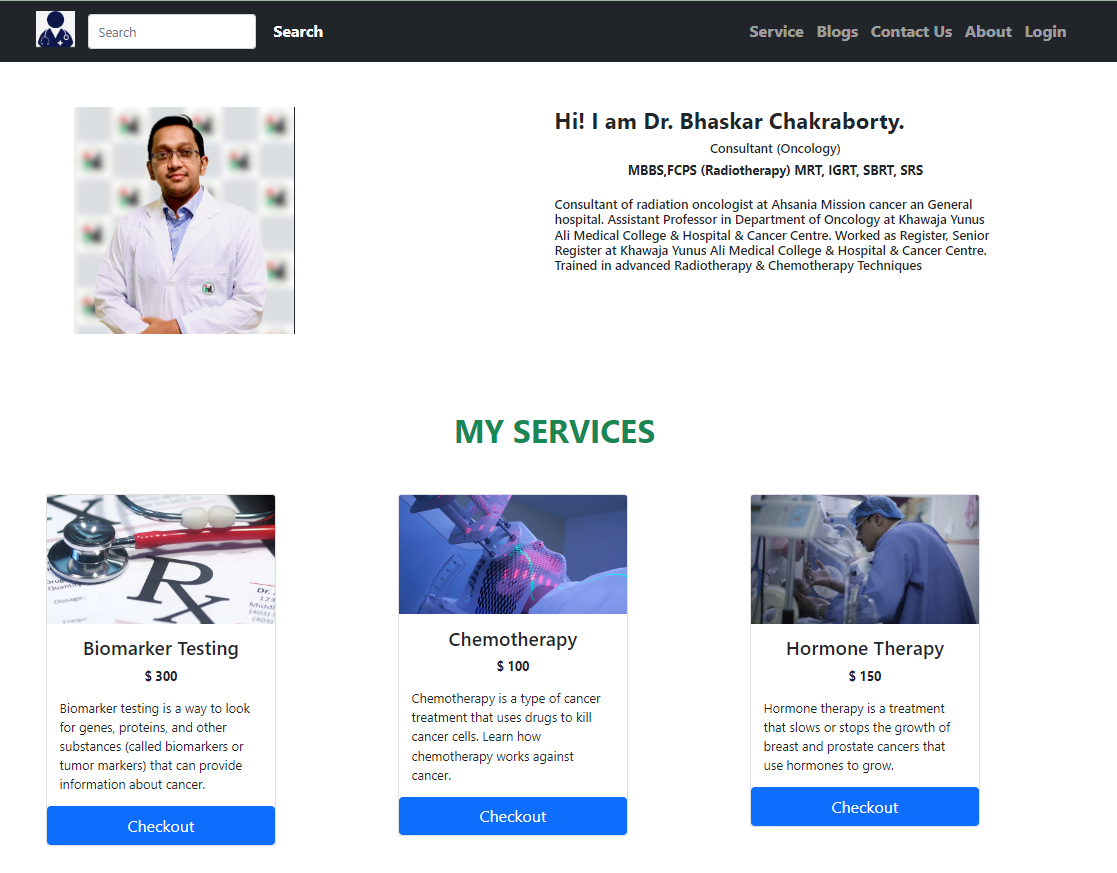 Search Search Service Blogs Contact Us About Login
Hi! I am Dr. Bhaskar Chakraborty.
Consultant (Oncology)
MBBS,FCPS (Radiotherapy) MRT, IGRT, SBRT, SRS
Consultant of radiation oncologist at Ahsania Mission cancer an General
hospital. Assistant Professor in Department of Oncology at Khawaja Yunus
Ali Medical College & Hospital & Cancer Centre. Worked as Register, Senior
Register at Khawaja Yunus Ali Medical College & Hospital & Cancer Centre.
Trained in advanced Radiotherapy & Chemotherapy Techniques
MY SERVICES
Rx
Dr.
Biomarker Testing
$ 300
Biomarker testing is a way to look
for genes, proteins, and other
substances (called biomarkers or
tumor markers) that can provide
information about cancer.
Checkout
Chemotherapy
$ 100
Chemotherapy is a type of cancer
treatment that uses drugs to kill
cancer cells. Learn how
chemotherapy works against
cancer.
Checkout
Hormone Therapy
$ 150
Hormone therapy is a treatment
that slows or stops the growth of
breast and prostate cancers that
use hormones to grow.
Checkout